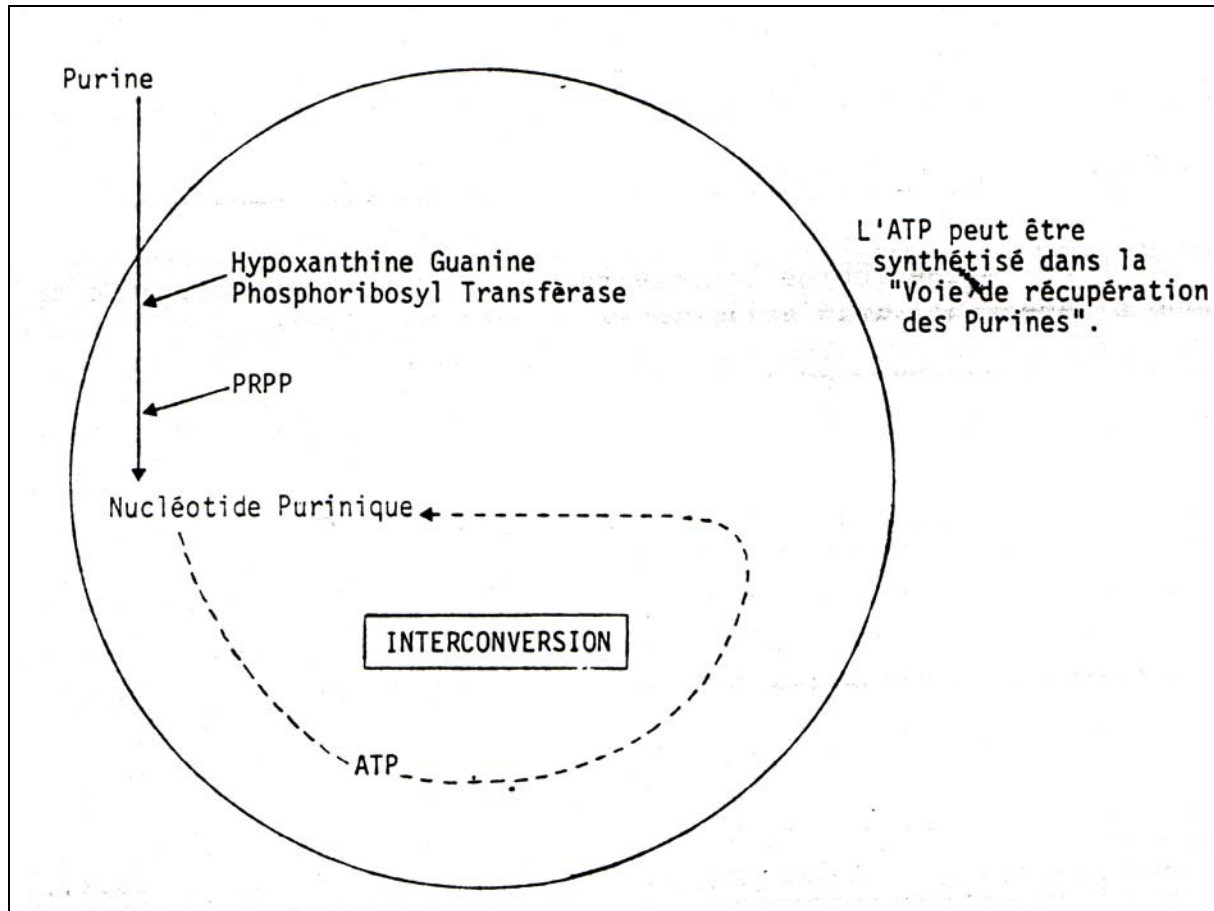 Purine
Hypoxanthine Guanine
Phosphoribosyl Transfèrase
L'ATP peut être
synthétisé dans la
"Voie de récupération
des Purines".
PRPP
Nucléotide Purinique
INTERCONVERSION
ATP